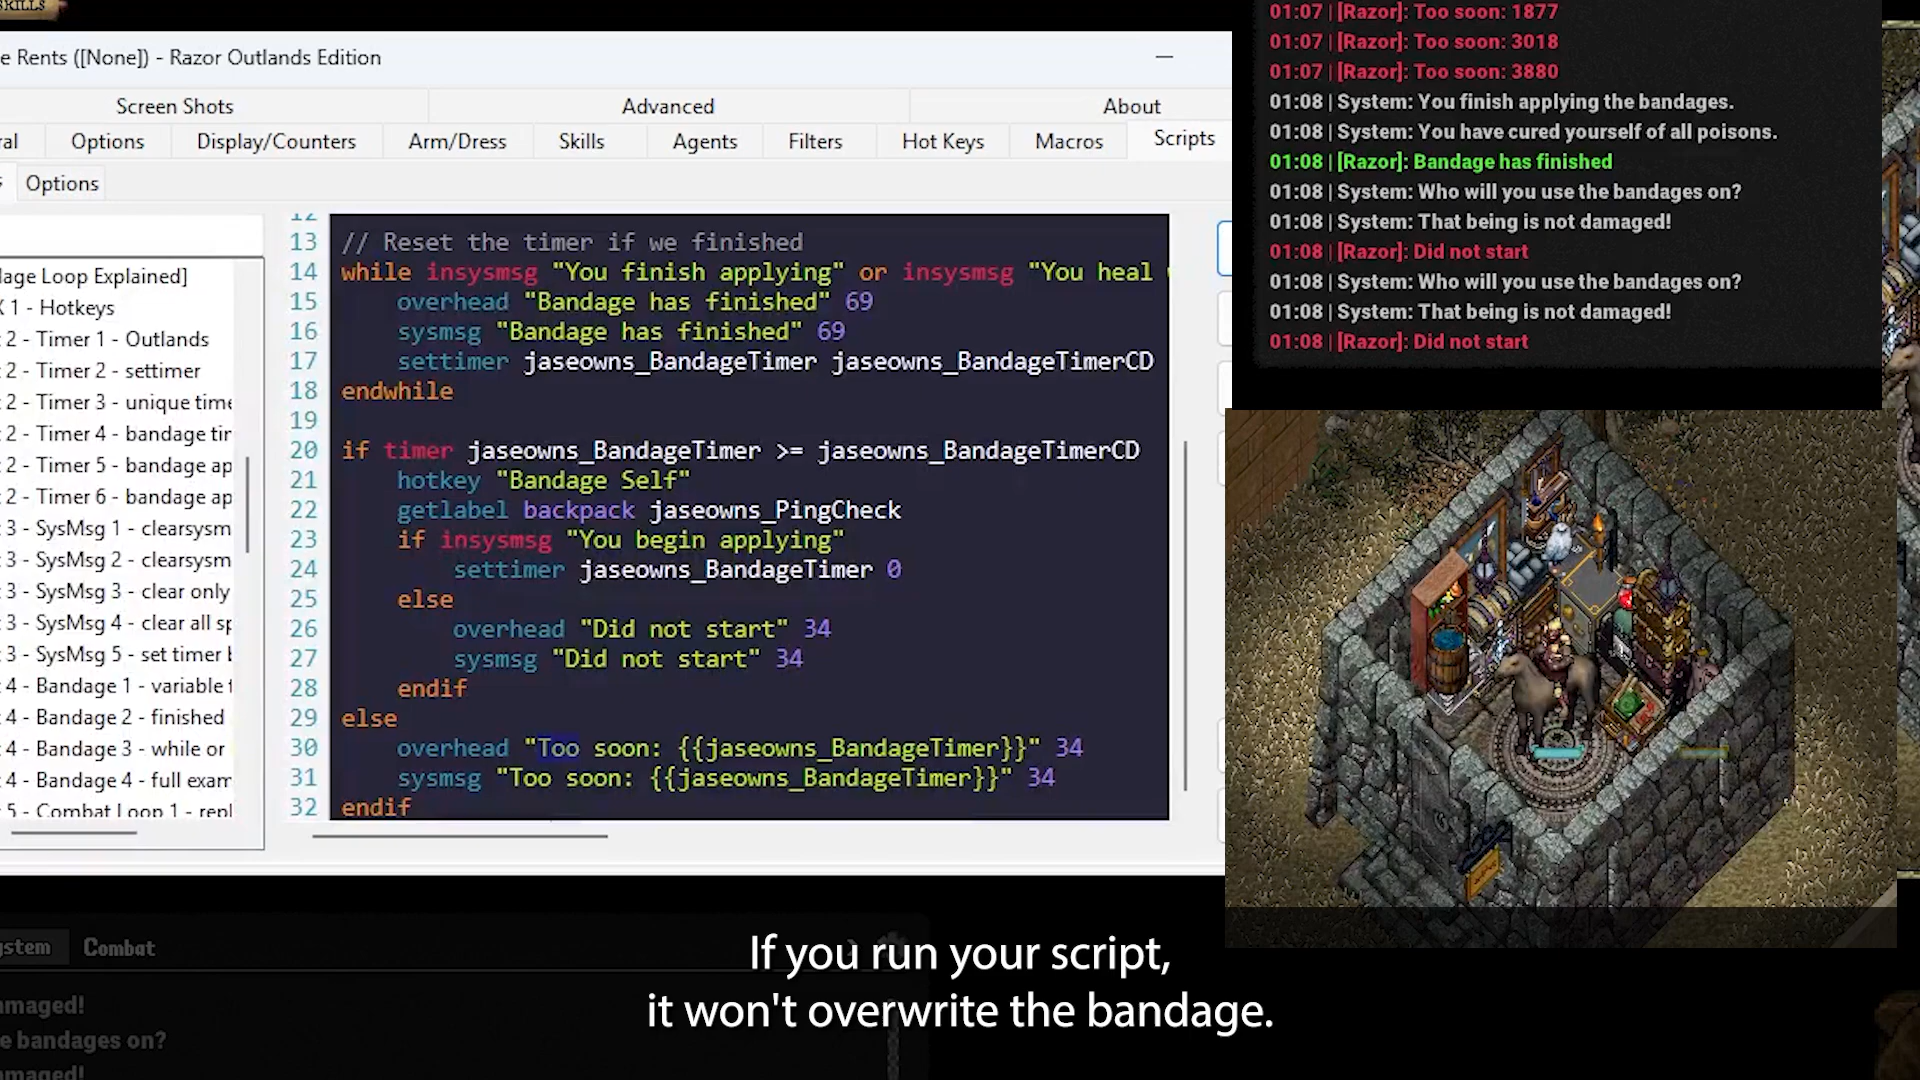 SKILLS
e Rents ([None]) - Razor Outlands Edition
Screen Shots
Advanced
About
Options
Display/Counters
Arm/Dress
Skills
Agents
Filters
Hot Keys
Macros
Scripts
Options
lage Loop Explained]
1 - Hotkeys
2 - Timer 1 - Outlands
2 - Timer 2 - settimer
2 - Timer 3 - unique time
2 - Timer 4 - bandage tir
2 - Timer 5 - bandage ap
2 - Timer 6 - bandage ap
3 - SysMsg 1 - clearsysm
3 - SysMsg 2 - clearsysm
3 - SysMsg 3 - clear only
3 - SysMsg 4 - clear all sp
3 - SysMsg 5 - set timer
4 - Bandage 1 - variable
4 - Bandage 2 - finished
4 - Bandage 3 - while or
4 - Bandage 4 - full exam
5 - Combat Loop 1 - repl
12
13 // Reset the timer if we finished
14 while insysmsg "You finish applying" or insysmsg "You heal
15 overhead "Bandage has finished" 69
16 sysmsg "Bandage has finished" 69
17 settimer jaseowns_BandageTimer jaseowns_BandageTimerCD
18 endwhile
19
20 if timer jaseowns_BandageTimer >= jaseowns_BandageTimerCD
21 hotkey "Bandage Self"
22 getlabel backpack jaseowns_PingCheck
23 if insysmsg "You begin applying"
24 settimer jaseowns_BandageTimer 0
25 else
26 overhead "Did not start" 34
27 sysmsg "Did not start" 34
28 endif
29 else
30 overhead "Too soon: {{jaseowns_BandageTimer}}" 34
31 sysmsg "Too soon: {{jaseowns_BandageTimer}}" 34
32 endif
01:07 | [Razor]: Too soon: 1877
01:07 | [Razor]: Too soon: 3018
01:07 | [Razor]: Too soon: 3880
01:08 | System: You finish applying the bandages.
01:08 | System: You have cured yourself of all poisons.
01:08 | [Razor]: Bandage has finished
01:08 | System: Who will you use the bandages on?
01:08 | System: That being is not damaged!
01:08 | [Razor]: Did not start
01:08 | System: Who will you use the bandages on?
01:08 | System: That being is not damaged!
01:08 | [Razor]: Did not start
ystem
Combat
amaged!
e bandages on?
amaged!
If you run your script,
it won't overwrite the bandage.